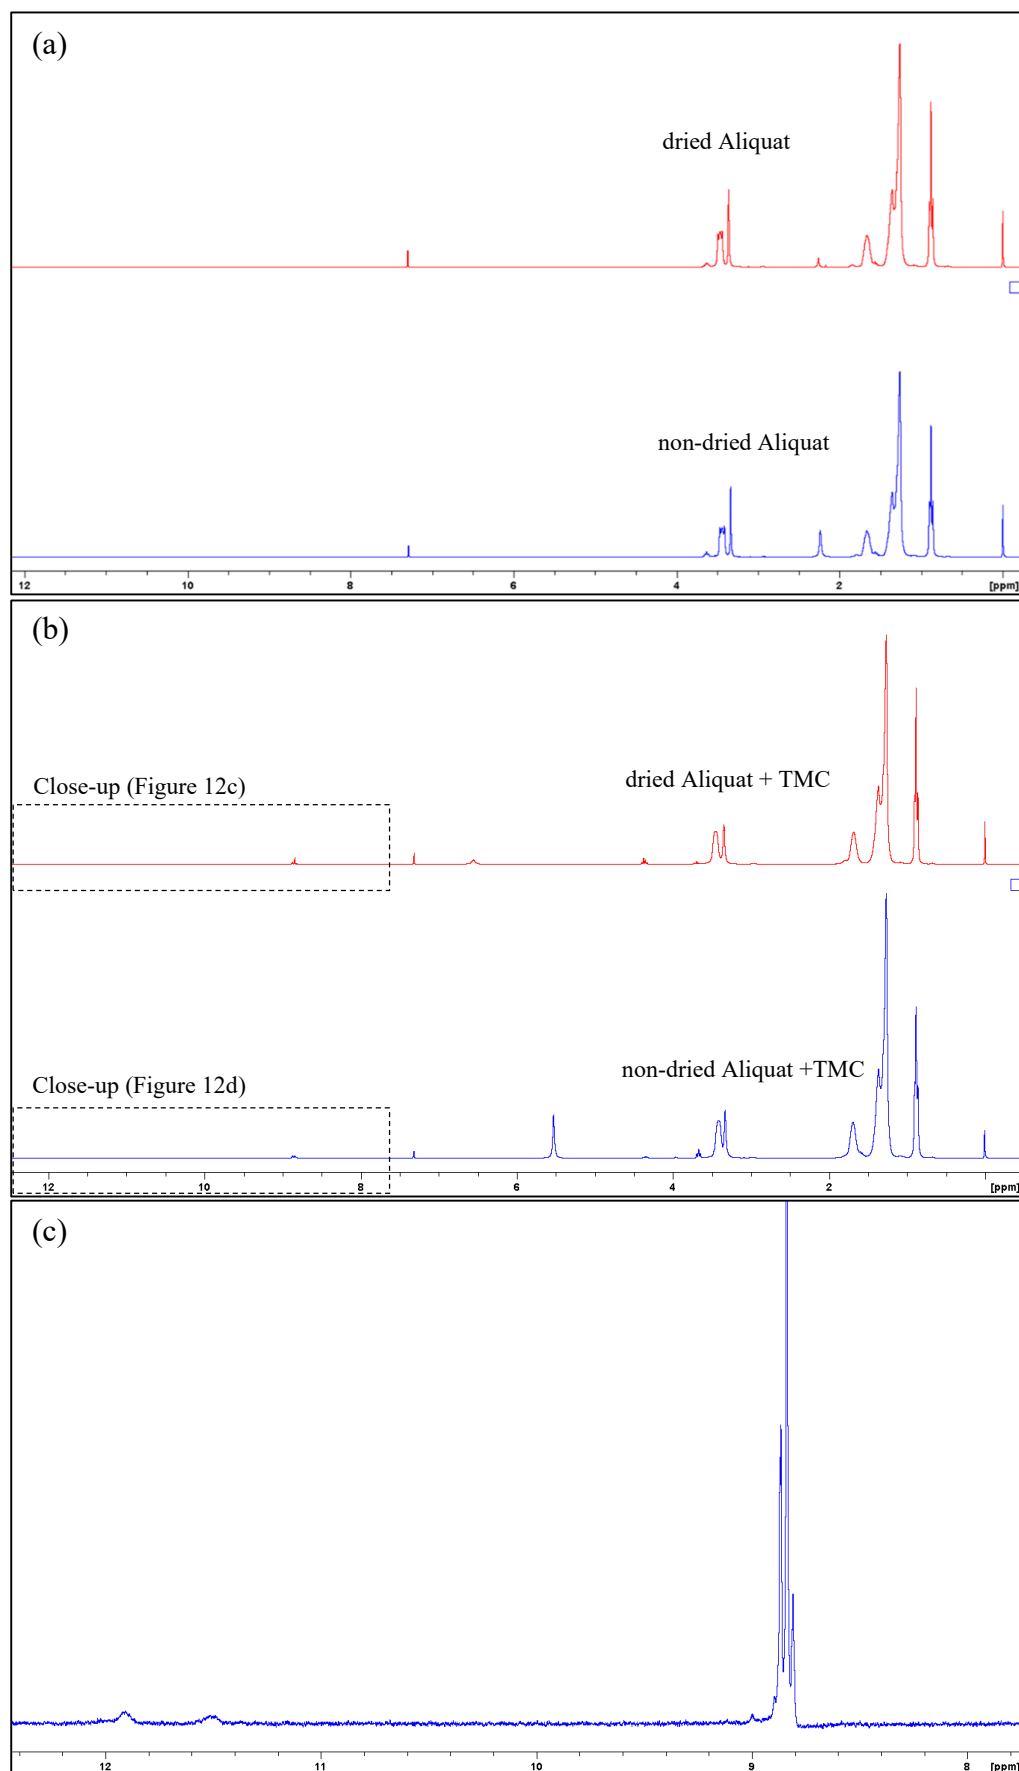 (a)
dried Aliquat
non-dried Aliquat
12 10 8 6 4 2 [ppm]
(b)
Close-up (Figure 12c)
dried Aliquat + TMC
Close-up (Figure 12d)
non-dried Aliquat +TMC
12 10 8 6 4 2 [ppm]
(c)
12 11 10 9 8 [ppm]